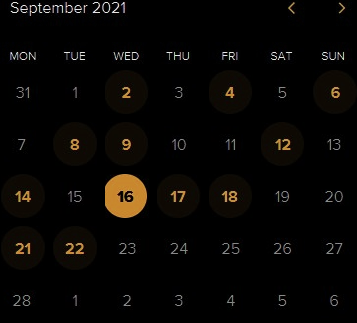 September 2021
MON TUE WED THU FRI SAT SUN
31 1 2 3 4 5 6
7 8 9 10 11 12 13
14 15 16 17 18 19 20
21 22 23 24 25 26 27
28 1 2 3 4 5 6